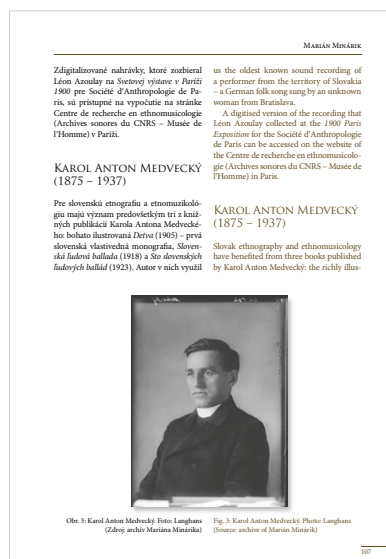 Marián Minárik
Zdigitalizované nahrávky, ktoré zozbieral
Léon Azoulay na Svetovej výstave v Paríži
1900 pre Société d'Anthropologie de Pa-
ris, sú prístupné na vypočutie na stránke
Centre de recherche en ethnomusicologie
(Archives sonores du CNRS – Musée de
l'Homme) v Paríži.
Karol Anton Medvecký
(1875 – 1937)
Pre slovenskú etnografiu a etnomuzikoló-
giu majú význam predovšetkým tri z kniž-
ných publikácií Karola Antona Medvecké-
ho: bohato ilustrovaná Detva (1905) – prvá
slovenská vlastivedná monografia, Sloven-
ská ľudová ballada (1918) a Sto slovenských
ľudových ballád (1923). Autor v nich využil
us the oldest known sound recording of
a performer from the territory of Slovakia
– a German folk song sung by an unknown
woman from Bratislava.
A digitised version of the recording that
Léon Azoulay collected at the 1900 Paris
Exposition for the Société d'Anthropologie
de Paris can be accessed on the website of
the Centre de recherche en ethnomusicolo-
gie (Archives sonores du CNRS – Musée de
l'Homme) in Paris.
Karol Anton Medvecký
(1875 – 1937)
Slovak ethnography and ethnomusicology
have benefited from three books published
by Karol Anton Medvecký: the richly illus-
Obr. 3: Karol Anton Medvecký. Foto: Langhans
(Zdroj: archív Mariána Minárika)
Fig. 3: Karol Anton Medvecký. Photo: Langhans
(Source: archive of Marián Minárik)
107